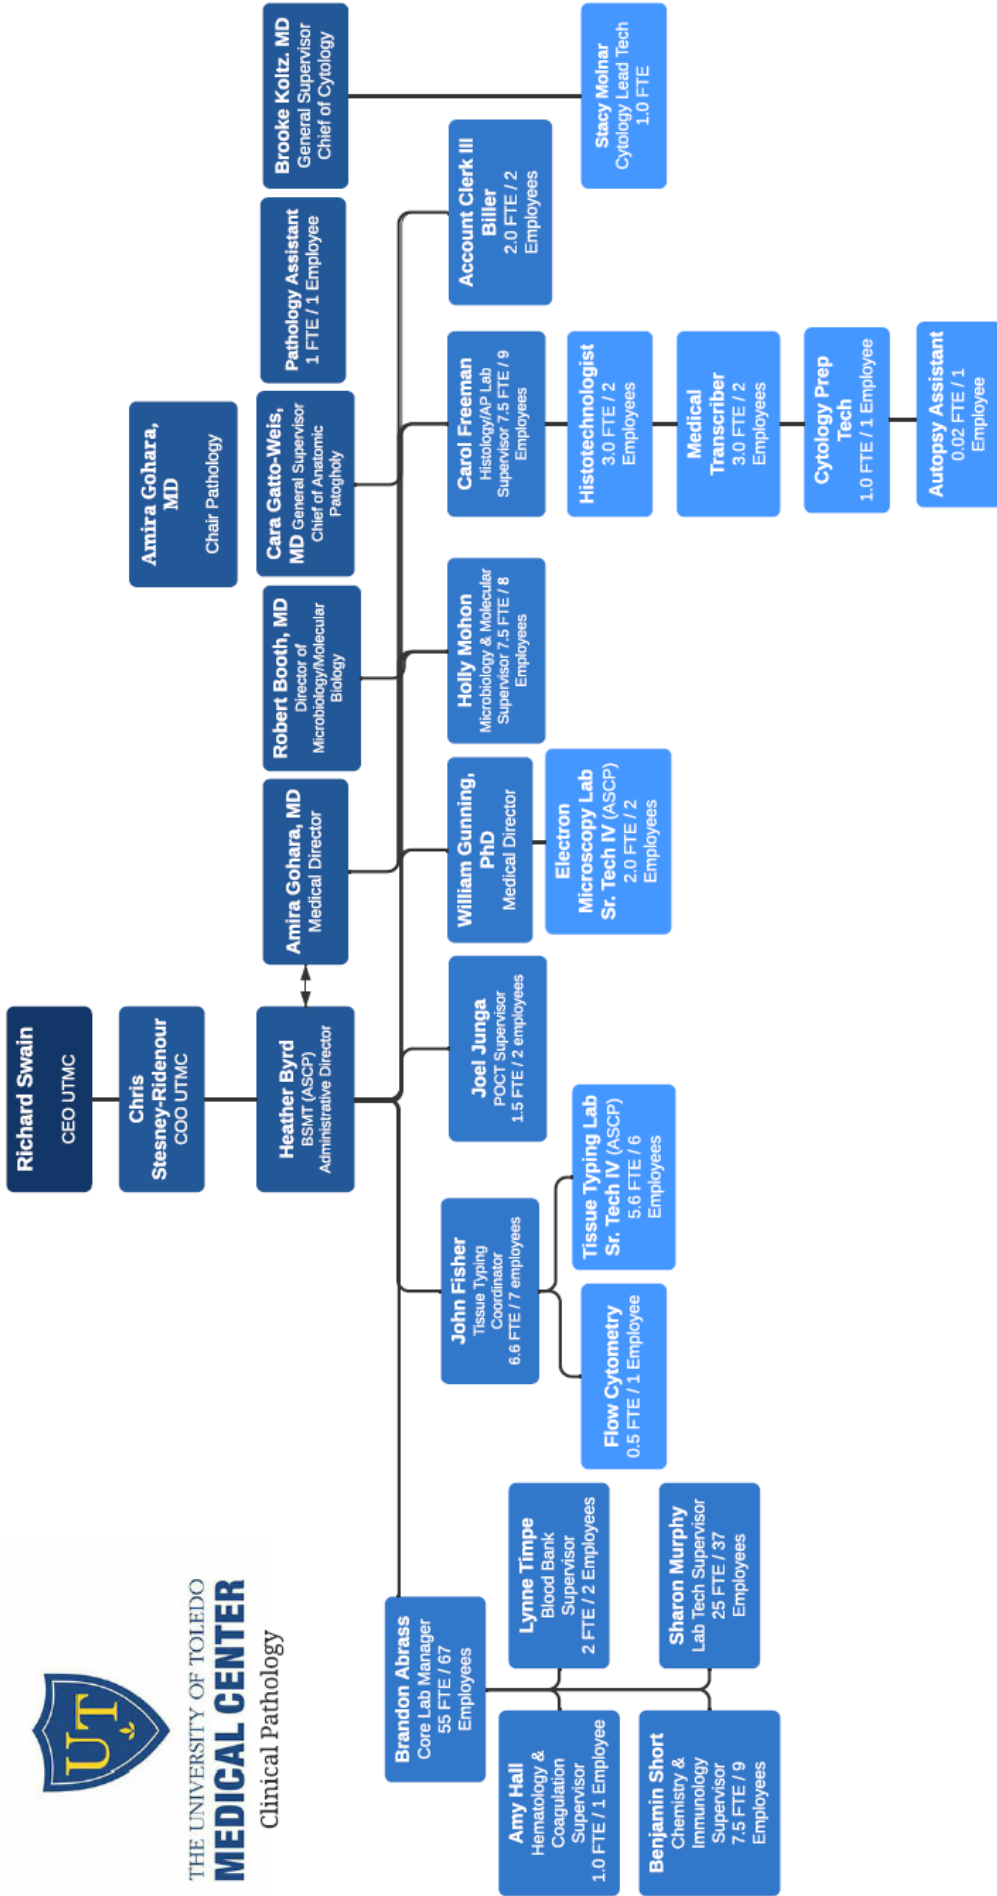 UT
THE UNIVERSITY OF TOLEDO
MEDICAL CENTER
Clinical Pathology
Richard Swain
CEO UTMC
Chris
Stesney-Ridenour
COO UTMC
Heather Byrd
BSMT (ASCP)
Administrative Director
Amira Gohara,
MD
Chair Pathology
Amira Gohara, MD
Medical Director
Robert Booth, MD
Director of
Microbiology/Molecular
Biology
Cara Gatto-Weis,
MD General Supervisor
Chief of Anatomic
Patogholy
Pathology Assistant
1 FTE / 1 Employee
Brooke Koltz. MD
General Supervisor
Chief of Cytology
Brandon Abrass
Core Lab Manager
55 FTE / 67
Employees
John Fisher
Tissue Typing
Coordinator
6.6 FTE / 7 employees
Joel Junga
POCT Supervisor
1.5 FTE / 2 employees
William Gunning,
PhD
Medical Director
Holly Mohon
Microbiology & Molecular
Supervisor 7.5 FTE / 8
Employees
Carol Freeman
Histology/AP Lab
Supervisor 7.5 FTE / 9
Employees
Account Clerk III
Biller
2.0 FTE / 2
Employees
Amy Hall
Hematology &
Coagulation
Supervisor
1.0 FTE / 1 Employee
Lynne Timpe
Blood Bank
Supervisor
2 FTE / 2 Employees
Benjamin Short
Chemistry &
Immunology
Supervisor
7.5 FTE / 9
Employees
Sharon Murphy
Lab Tech Supervisor
25 FTE / 37
Employees
Flow Cytometry
0.5 FTE / 1 Employee
Tissue Typing Lab
Sr. Tech IV (ASCP)
5.6 FTE / 6
Employees
Electron
Microscopy Lab
Sr. Tech IV (ASCP)
2.0 FTE / 2
Employees
Histotechnologist
3.0 FTE / 2
Employees
Medical
Transcriber
3.0 FTE / 2
Employees
Cytology Prep
Tech
1.0 FTE / 1 Employee
Autopsy Assistant
0.02 FTE / 1
Employee
Stacy Molnar
Cytology Lead Tech
1.0 FTE